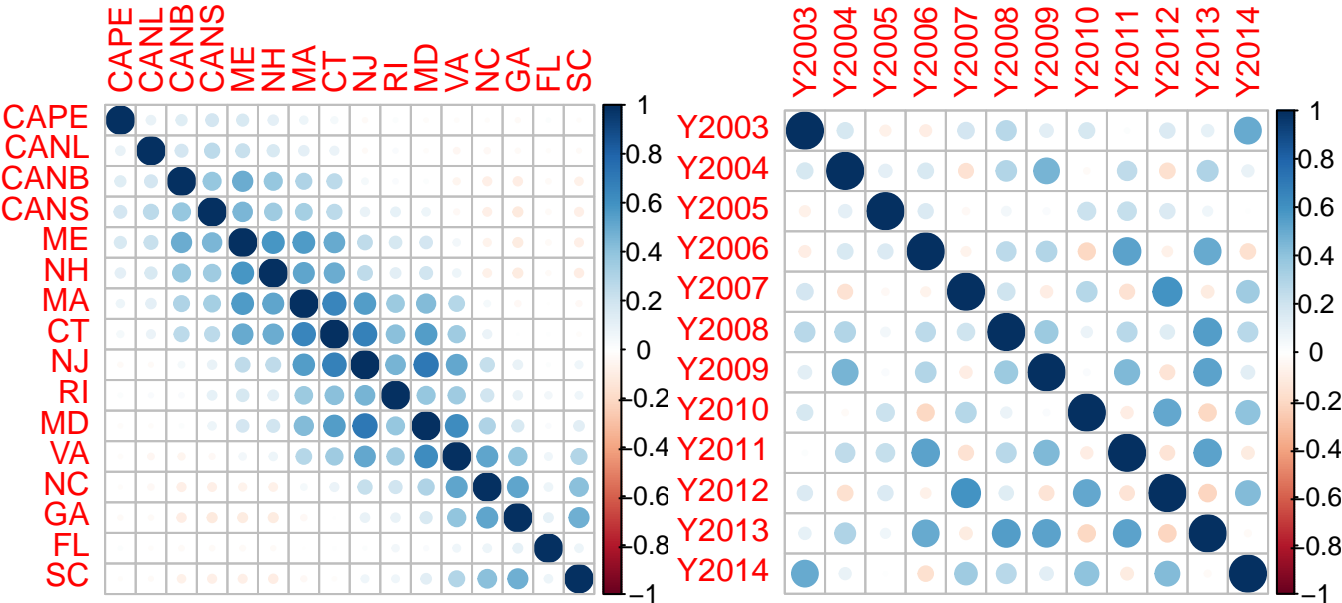 CAPE CANL CANB CANS ME NH MA CT NJ RI MD VA NC GA FL SC
CAPE
CANL
CANB
CANS
ME
NH
MA
CT
NJ
RI
MD
VA
NC
GA
FL
SC
1
0.8
0.6
0.4
0.2
0
−0.2
−0.4
−0.6
−0.8
−1
Y2003 Y2004 Y2005 Y2006 Y2007 Y2008 Y2009 Y2010 Y2011 Y2012 Y2013 Y2014
Y2003
Y2004
Y2005
Y2006
Y2007
Y2008
Y2009
Y2010
Y2011
Y2012
Y2013
Y2014
1
0.8
0.6
0.4
0.2
0
−0.2
−0.4
−0.6
−0.8
−1